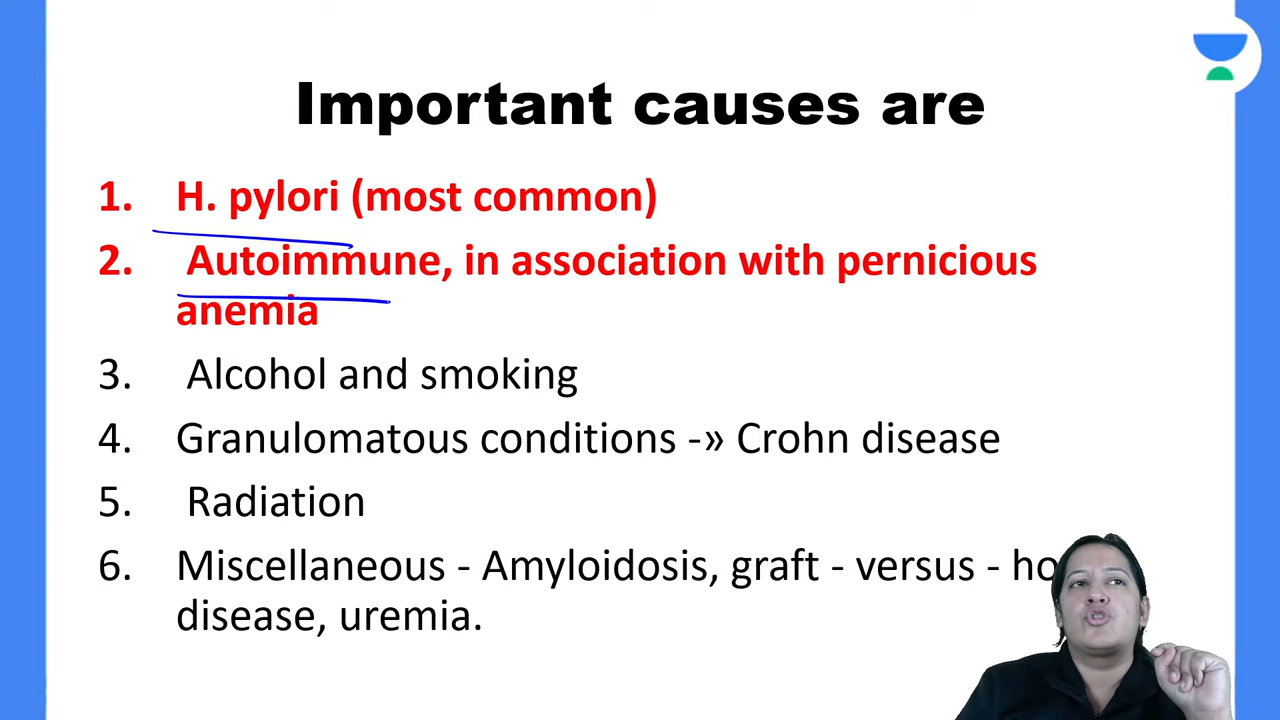 Important causes are
1. H. pylori (most common)
2. Autoimmune, in association with pernicious
anemia
3. Alcohol and smoking
4. Granulomatous conditions -» Crohn disease
5. Radiation
6. Miscellaneous - Amyloidosis, graft - versus -
disease, uremia.